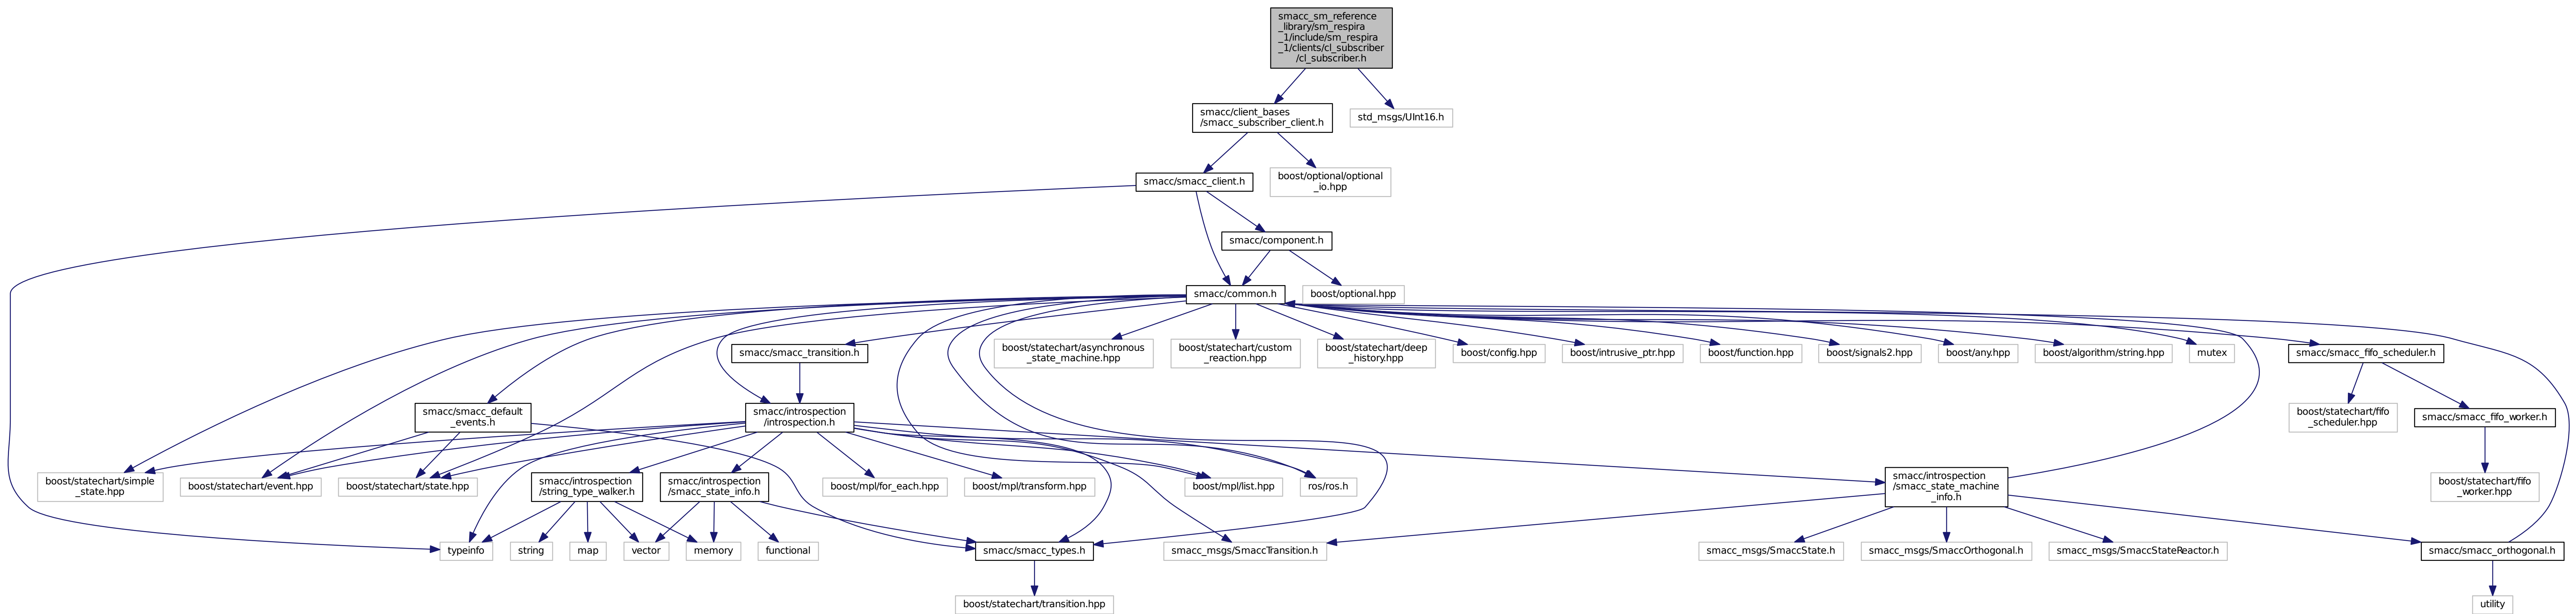 smacc_sm_reference
_library/sm_respira
_1/include/sm_respira
_1/clients/cl_subscriber
/cl_subscriber.h
smacc/client_bases
/smacc_subscriber_client.h
std_msgs/UInt16.h
smacc/smacc_client.h
boost/optional/optional
_io.hpp
smacc/component.h
smacc/common.h
boost/optional.hpp
smacc/smacc_transition.h
boost/statechart/asynchronous
_state_machine.hpp
boost/statechart/custom
_reaction.hpp
boost/statechart/deep
_history.hpp
boost/config.hpp
boost/intrusive_ptr.hpp
boost/function.hpp
boost/signals2.hpp
boost/any.hpp
boost/algorithm/string.hpp
mutex
smacc/smacc_fifo_scheduler.h
smacc/smacc_default
_events.h
smacc/introspection
/introspection.h
boost/statechart/fifo
_scheduler.hpp
smacc/smacc_fifo_worker.h
boost/statechart/simple
_state.hpp
boost/statechart/event.hpp
boost/statechart/state.hpp
smacc/introspection
/string_type_walker.h
smacc/introspection
/smacc_state_info.h
boost/mpl/for_each.hpp
boost/mpl/transform.hpp
boost/mpl/list.hpp
ros/ros.h
smacc/introspection
/smacc_state_machine
_info.h
boost/statechart/fifo
_worker.hpp
typeinfo
string
map
vector
memory
functional
smacc/smacc_types.h
smacc_msgs/SmaccTransition.h
smacc_msgs/SmaccState.h
smacc_msgs/SmaccOrthogonal.h
smacc_msgs/SmaccStateReactor.h
smacc/smacc_orthogonal.h
boost/statechart/transition.hpp
utility